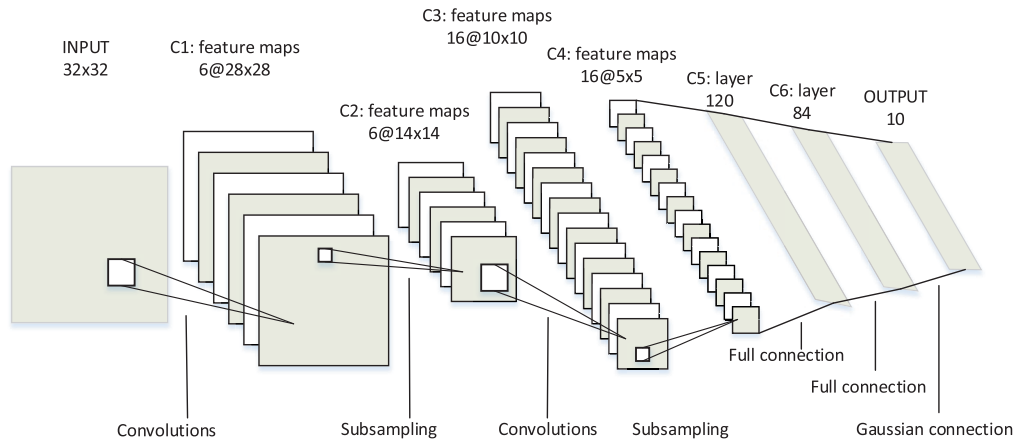 INPUT
32x32
C1: feature maps
6@28x28
C2: feature maps
6@14x14
C3: feature maps
16@10x10
C4: feature maps
16@5x5
C5: layer
120
C6: layer
84
OUTPUT
10
Full connection
Full connection
Convolutions
Subsampling
Convolutions
Subsampling
Gaussian connection